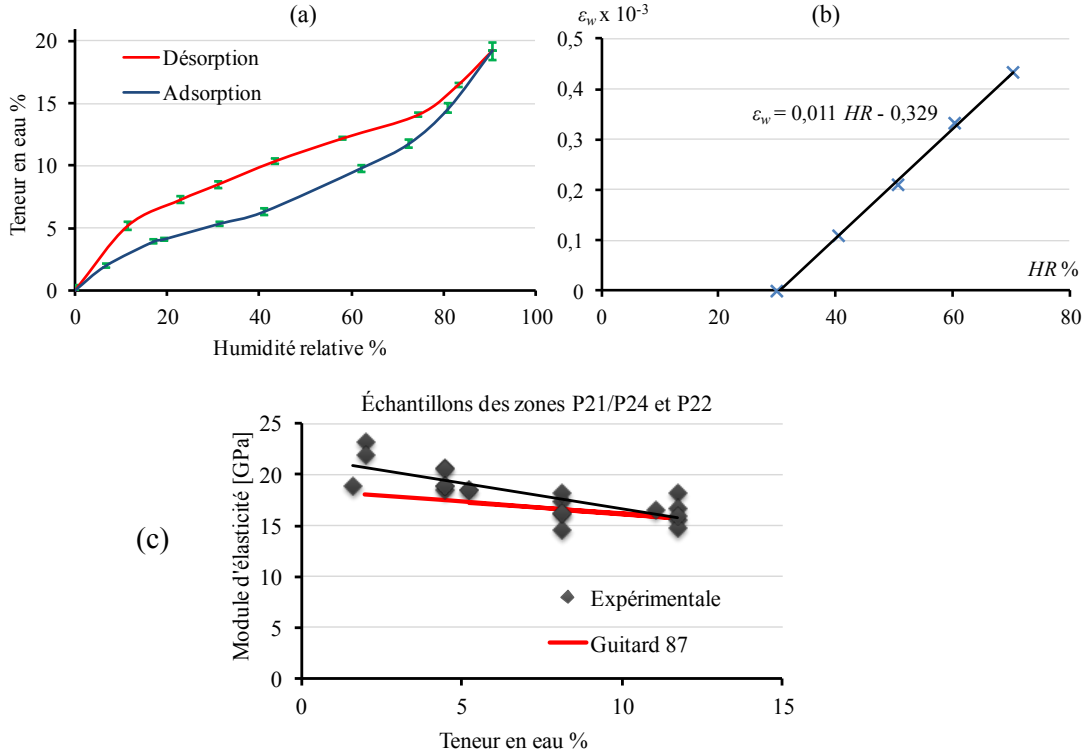 (a)
Teneur en eau %
20
15
10
5
0
Désorption
Adsorption
0 20 40 60 80 100
Humidité relative %
(b)
εw x 10-3
0,5
0,4
0,3
0,2
0,1
0
εw = 0,011 HR - 0,329
HR %
0 20 40 60 80
(c)
Échantillons des zones P21/P24 et P22
Module d'élasticité [GPa]
25
20
15
10
5
0
Expérimentale
Guitard 87
0 5 10 15
Teneur en eau %